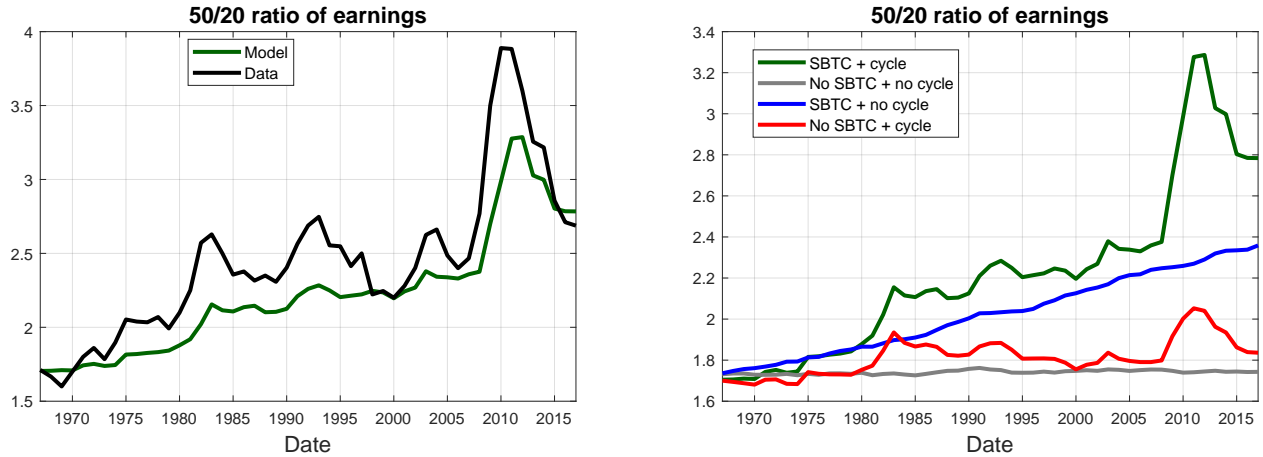 50/20 ratio of earnings
4
3.5
3
2.5
2
1.5
Model
Data
1970 1975 1980 1985 1990 1995 2000 2005 2010 2015
Date
50/20 ratio of earnings
3.4
3.2
3
2.8
2.6
2.4
2.2
2
1.8
1.6
SBTC + cycle
No SBTC + no cycle
SBTC + no cycle
No SBTC + cycle
1970 1975 1980 1985 1990 1995 2000 2005 2010 2015
Date